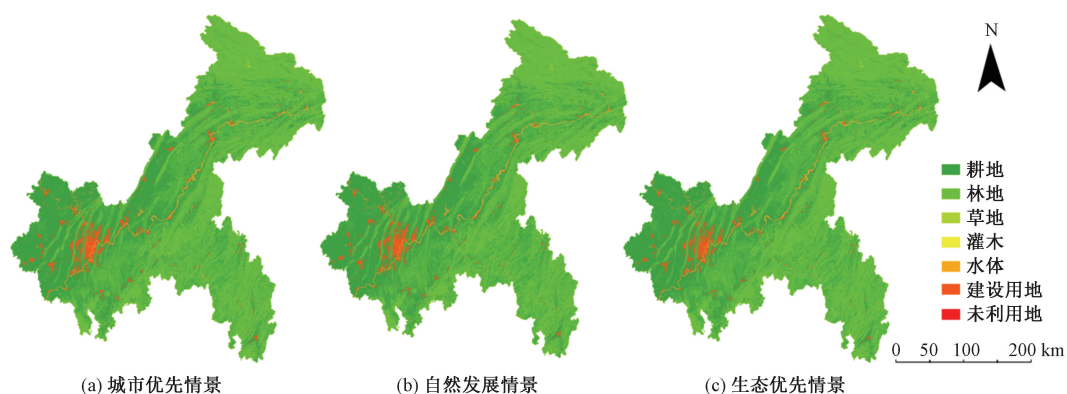 N
耕地
林地
草地
灌木
水体
建设用地
未利用地
0 50 100 200 km
(a) 城市优先情景
(b) 自然发展情景
(c) 生态优先情景